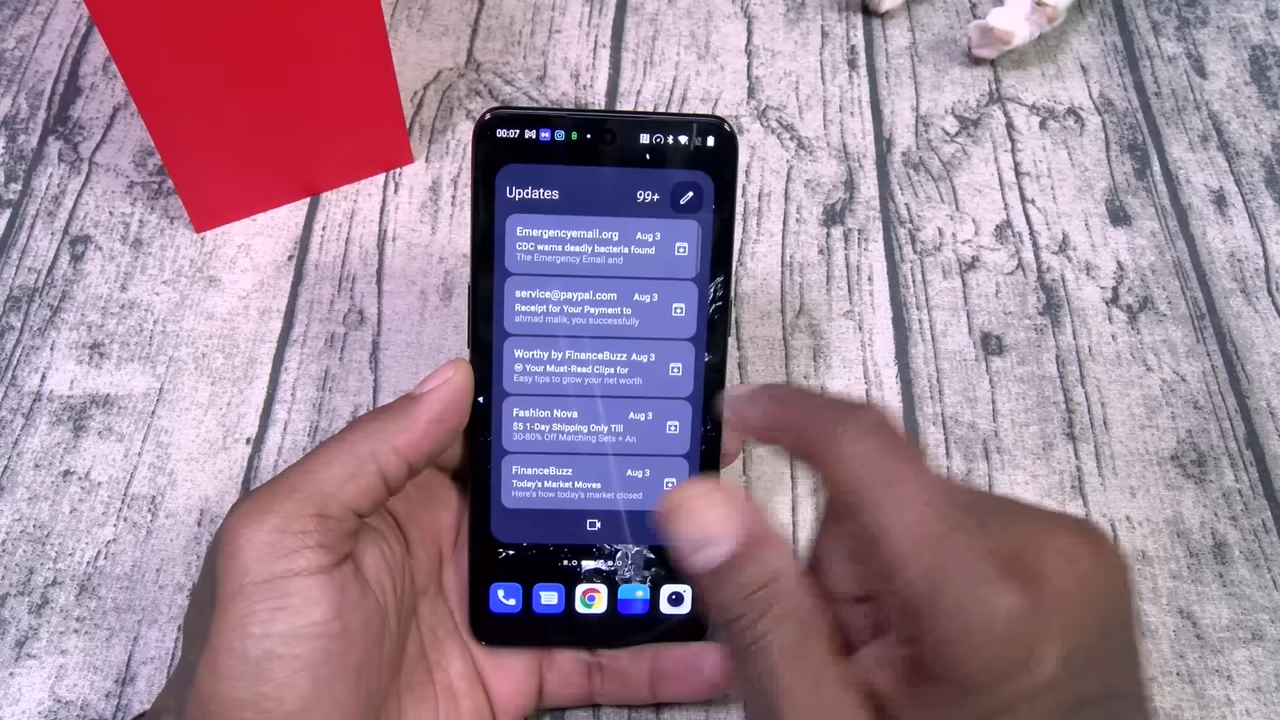 00:07
Updates 99+
Emergencyemail.org Aug 3
CDC warns deadly bacteria found
The Emergency Email and
service@paypal.com Aug 3
Receipt for Your Payment to
ahmad malik, you successfully
Worthy by FinanceBuzz Aug 3
Your Must-Read Clips for
Easy tips to grow your net worth
Fashion Nova Aug 3
$5 1-Day Shipping Only Till
30-80% Off Matching Sets + An
FinanceBuzz Aug 3
Today's Market Moves
Here's how today's market closed